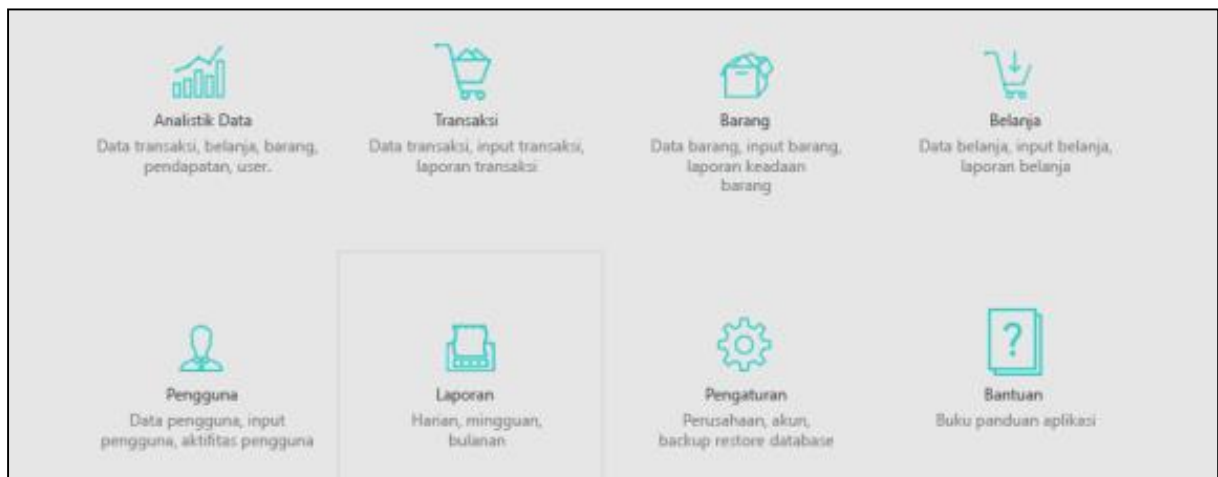 Analistik Data
Data transaksi, belanja, barang,
pendapatan, user.
Transaksi
Data transaksi, input transaksi,
laporan transaksi
Barang
Data barang, input barang,
laporan keadaan
barang
Belanja
Data belanja, input belanja,
laporan belanja
Pengguna
Data pengguna, input
pengguna, aktifitas pengguna
Laporan
Harian, mingguan,
bulanan
Pengaturan
Perusahaan, akun,
backup restore database
?
Bantuan
Buku panduan aplikasi